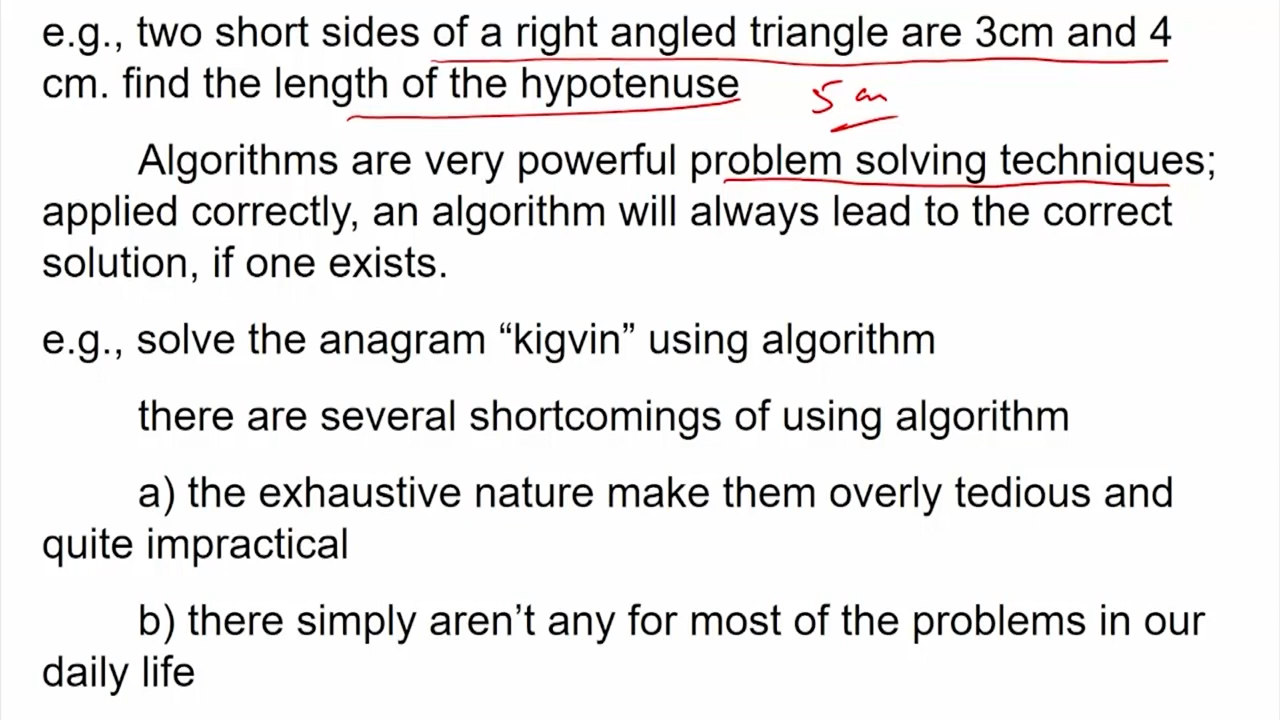 e.g., two short sides of a right angled triangle are 3cm and 4
cm. find the length of the hypotenuse
5 cm
Algorithms are very powerful problem solving techniques;
applied correctly, an algorithm will always lead to the correct
solution, if one exists.
e.g., solve the anagram “kigvin” using algorithm
there are several shortcomings of using algorithm
a) the exhaustive nature make them overly tedious and
quite impractical
b) there simply aren’t any for most of the problems in our
daily life